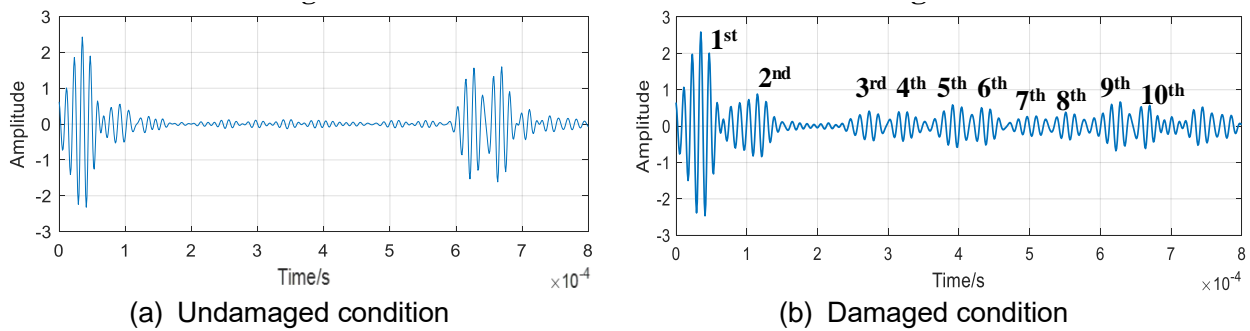 g
g
3
2
1
0
-1
-2
-3
Amplitude
0 1 2 3 4 5 6 7 8
Time/s
×10-4
(a) Undamaged condition
3
2
1
0
-1
-2
-3
Amplitude
1st
2nd
3rd 4th 5th 6th 7th 8th 9th 10th
0 1 2 3 4 5 6 7 8
Time/s
×10-4
(b) Damaged condition